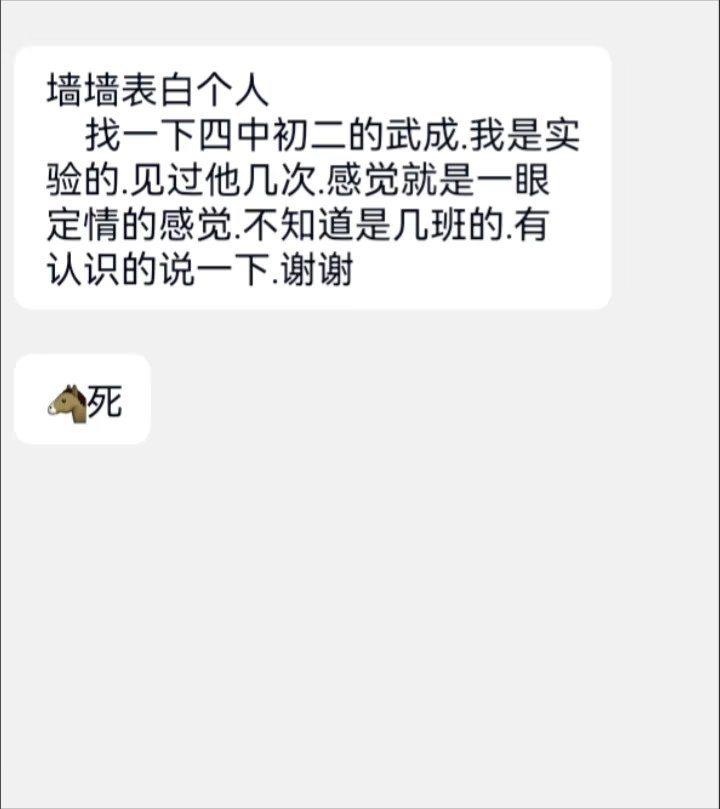 墙墙表白个人
找一下四中初二的武成.我是实
验的.见过他几次.感觉就是一眼
定情的感觉.不知道是几班的.有
认识的说一下.谢谢
🐴死